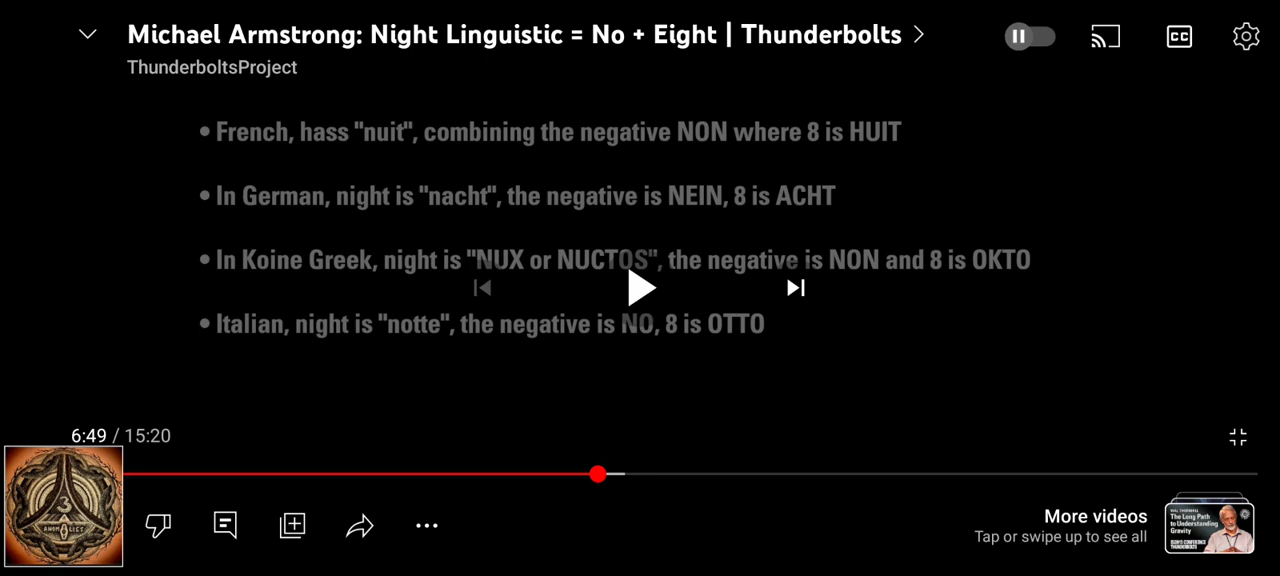 Michael Armstrong: Night Linguistic = No + Eight | Thunderbolts
ThunderboltsProject
CC
• French, hass "nuit", combining the negative NON where 8 is HUIT
• In German, night is "nacht", the negative is NEIN, 8 is ACHT
• In Koine Greek, night is "NUX or NUCTOS", the negative is NON and 8 is OKTO
• Italian, night is "notte", the negative is NO, 8 is OTTO
6:49 / 15:20
3
ANOMALIES
More videos
Tap or swipe up to see all
The Long Path
to Understanding
Gravity
THUNDERBOLTS